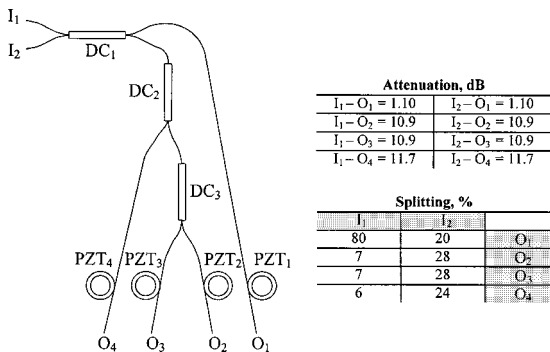 I1
I2
DC1
DC2
DC3
PZT4 PZT3 PZT2 PZT1
O4 O3 O2 O1
Attenuation, dB
I1 – O1 = 1.10 I2 – O1 = 1.10
I1 – O2 = 10.9 I2 – O2 = 10.9
I1 – O3 = 10.9 I2 – O3 = 10.9
I1 – O4 = 11.7 I2 – O4 = 11.7
Splitting, %
I1 I2
80 20 O1
7 28 O2
7 28 O3
6 24 O4